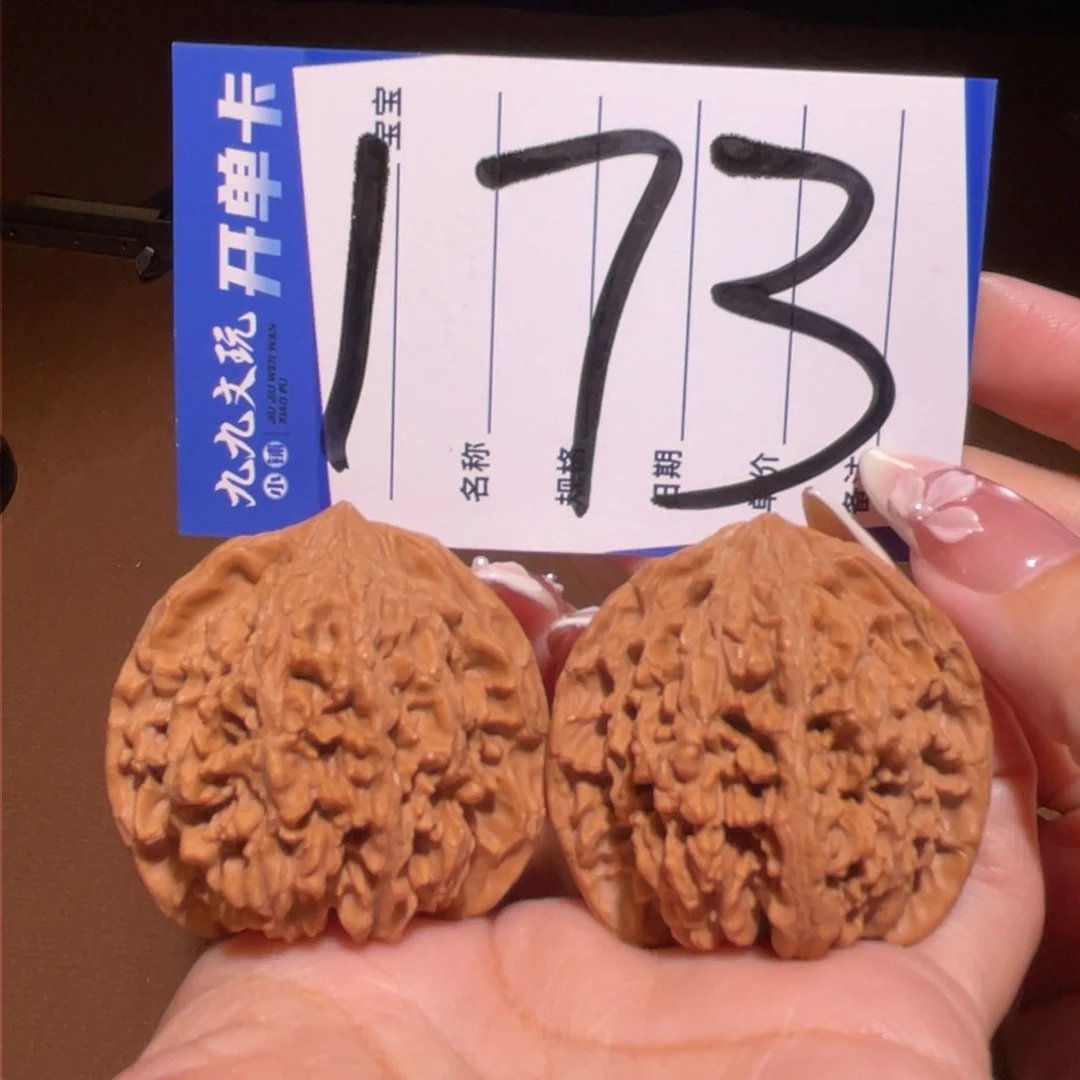 九九文玩 开单卡
小铺 JIU JIU WEN WAN
XIAO PU
宝宝
名称
规格
日期
单价
备注
173